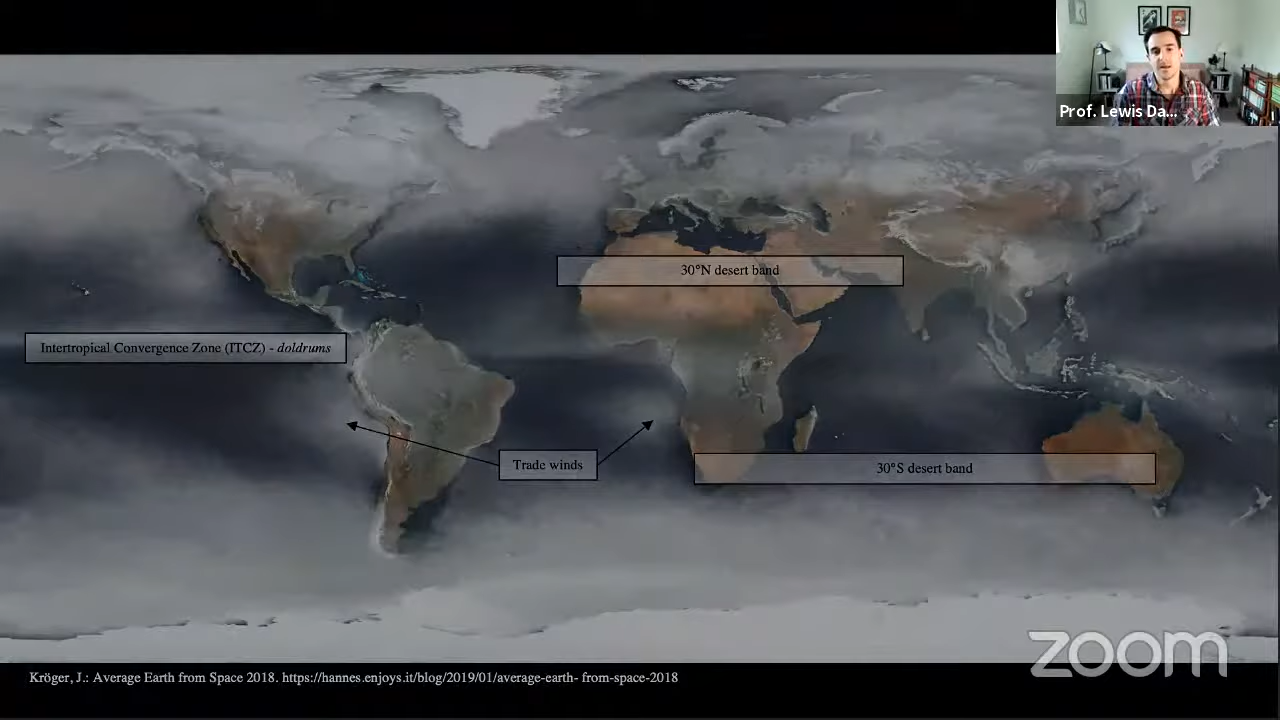 Prof. Lewis Da...
30°N desert band
Intertropical Convergence Zone (ITCZ) - doldrums
Trade winds
30°S desert band
zoom
Kröger, J.: Average Earth from Space 2018. https://hannes.enjoys.it/blog/2019/01/average-earth- from-space-2018